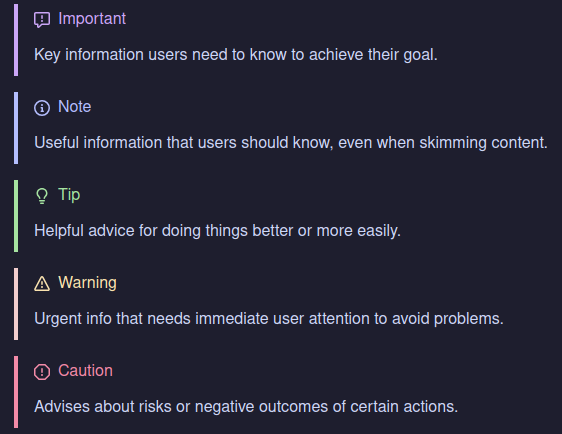 Important
Key information users need to know to achieve their goal.
Note
Useful information that users should know, even when skimming content.
Tip
Helpful advice for doing things better or more easily.
Warning
Urgent info that needs immediate user attention to avoid problems.
Caution
Advises about risks or negative outcomes of certain actions.